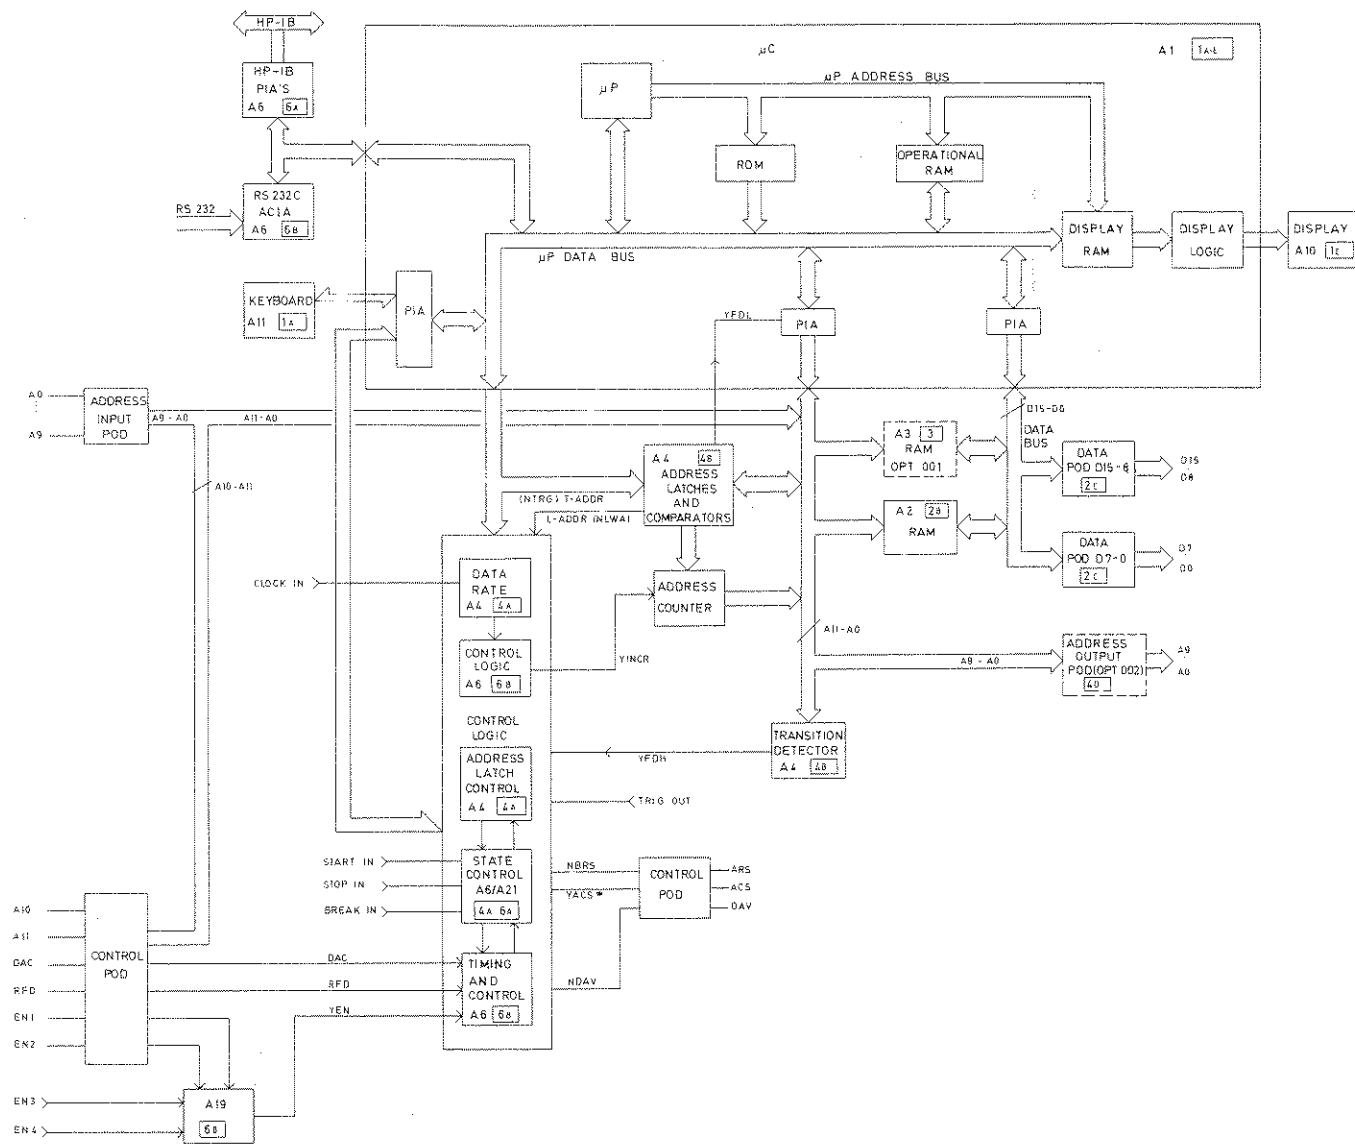 HP-IB
µC
A1 1A-E
HP-IB
PIA'S
A6 6A
µP
µP ADDRESS BUS
ROM
OPERATIONAL
RAM
RS 232C
ACIA
A6 6B
RS 232
DISPLAY
RAM
DISPLAY
LOGIC
DISPLAY
A10
µP DATA BUS
KEYBOARD
A11 1A
PIA
YFDL
PIA
PIA
A0
A9
ADDRESS
INPUT
POD
A9 - A0
A11-A0
D15-D0
DATA
BUS
A3 3
RAM
OPT 001
A4 4B
ADDRESS
LATCHES
AND
COMPARATORS
DATA
POD D15-8
2C
D15
D8
A10-A11
(NTRG) T-ADDR
L-ADDR (NLWA)
A2 2B
RAM
DATA
POD D7-0
2C
D7
D0
CLOCK IN
DATA
RATE
A4 4A
ADDRESS
COUNTER
A11-A0
CONTROL
LOGIC
A6 6B
YINCR
A9 - A0
ADDRESS
OUTPUT
POD(OPT 002)
4D
A9
A0
CONTROL
LOGIC
TRANSITION
DETECTOR
A4 4B
YFDH
ADDRESS
LATCH
CONTROL
A4 4A
TRIG OUT
START IN
STOP IN
BREAK IN
STATE
CONTROL
A6/A21
4A 6A
NBRS
YACS*
CONTROL
POD
ARS
ACS
DAV
A10
A11
DAC
RFD
EN1
EN2
CONTROL
POD
DAC
RFD
YEN
TIMING
AND
CONTROL
A6 6B
NDAV
EN3
EN4
A19
6B